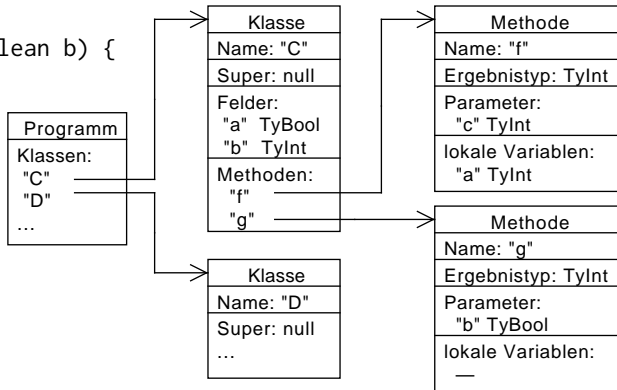 lean b) {
Programm
Klassen:
"C"
"D"
...
Klasse
Name: "C"
Super: null
Felder:
"a" TyBool
"b" TyInt
Methoden:
"f"
"g"
Klasse
Name: "D"
Super: null
...
Methode
Name: "f"
Ergebnistyp: TyInt
Parameter:
"c" TyInt
lokale Variablen:
"a" TyInt
Methode
Name: "g"
Ergebnistyp: TyInt
Parameter:
"b" TyBool
lokale Variablen:
—